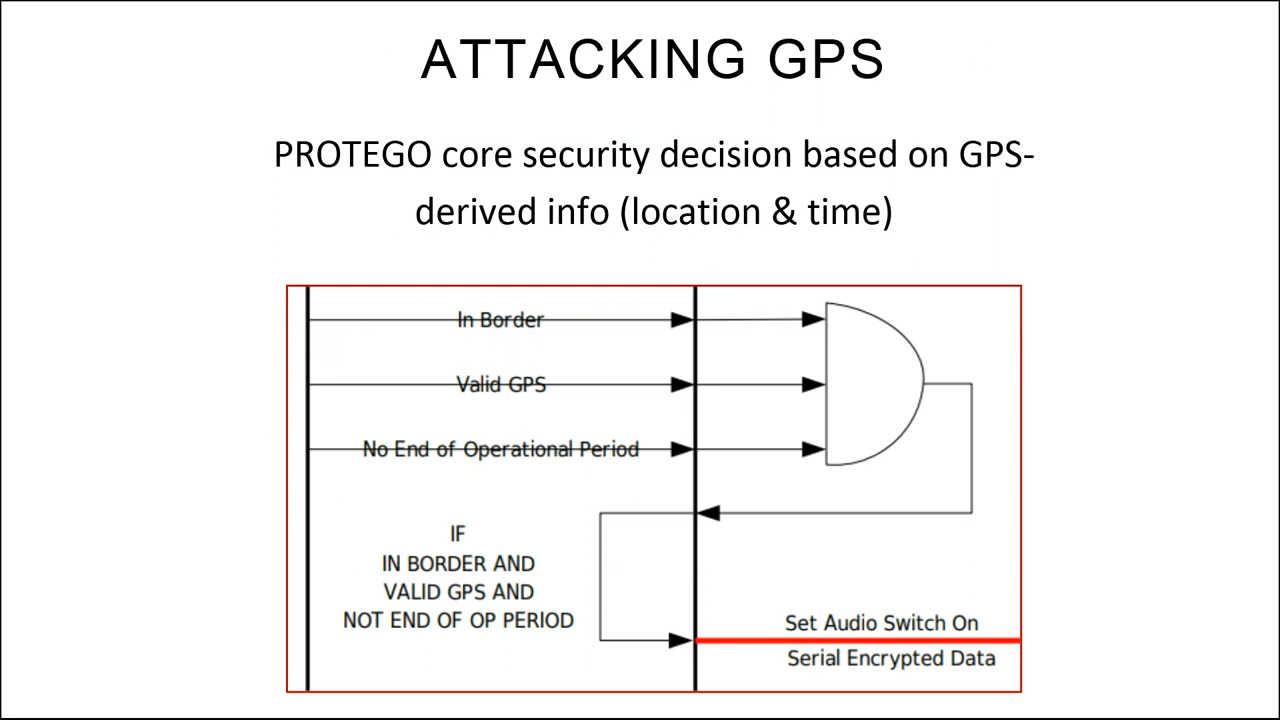 ATTACKING GPS
PROTEGO core security decision based on GPS-
derived info (location & time)
In Border
Valid GPS
No End of Operational Period
IF
IN BORDER AND
VALID GPS AND
NOT END OF OP PERIOD
Set Audio Switch On
Serial Encrypted Data